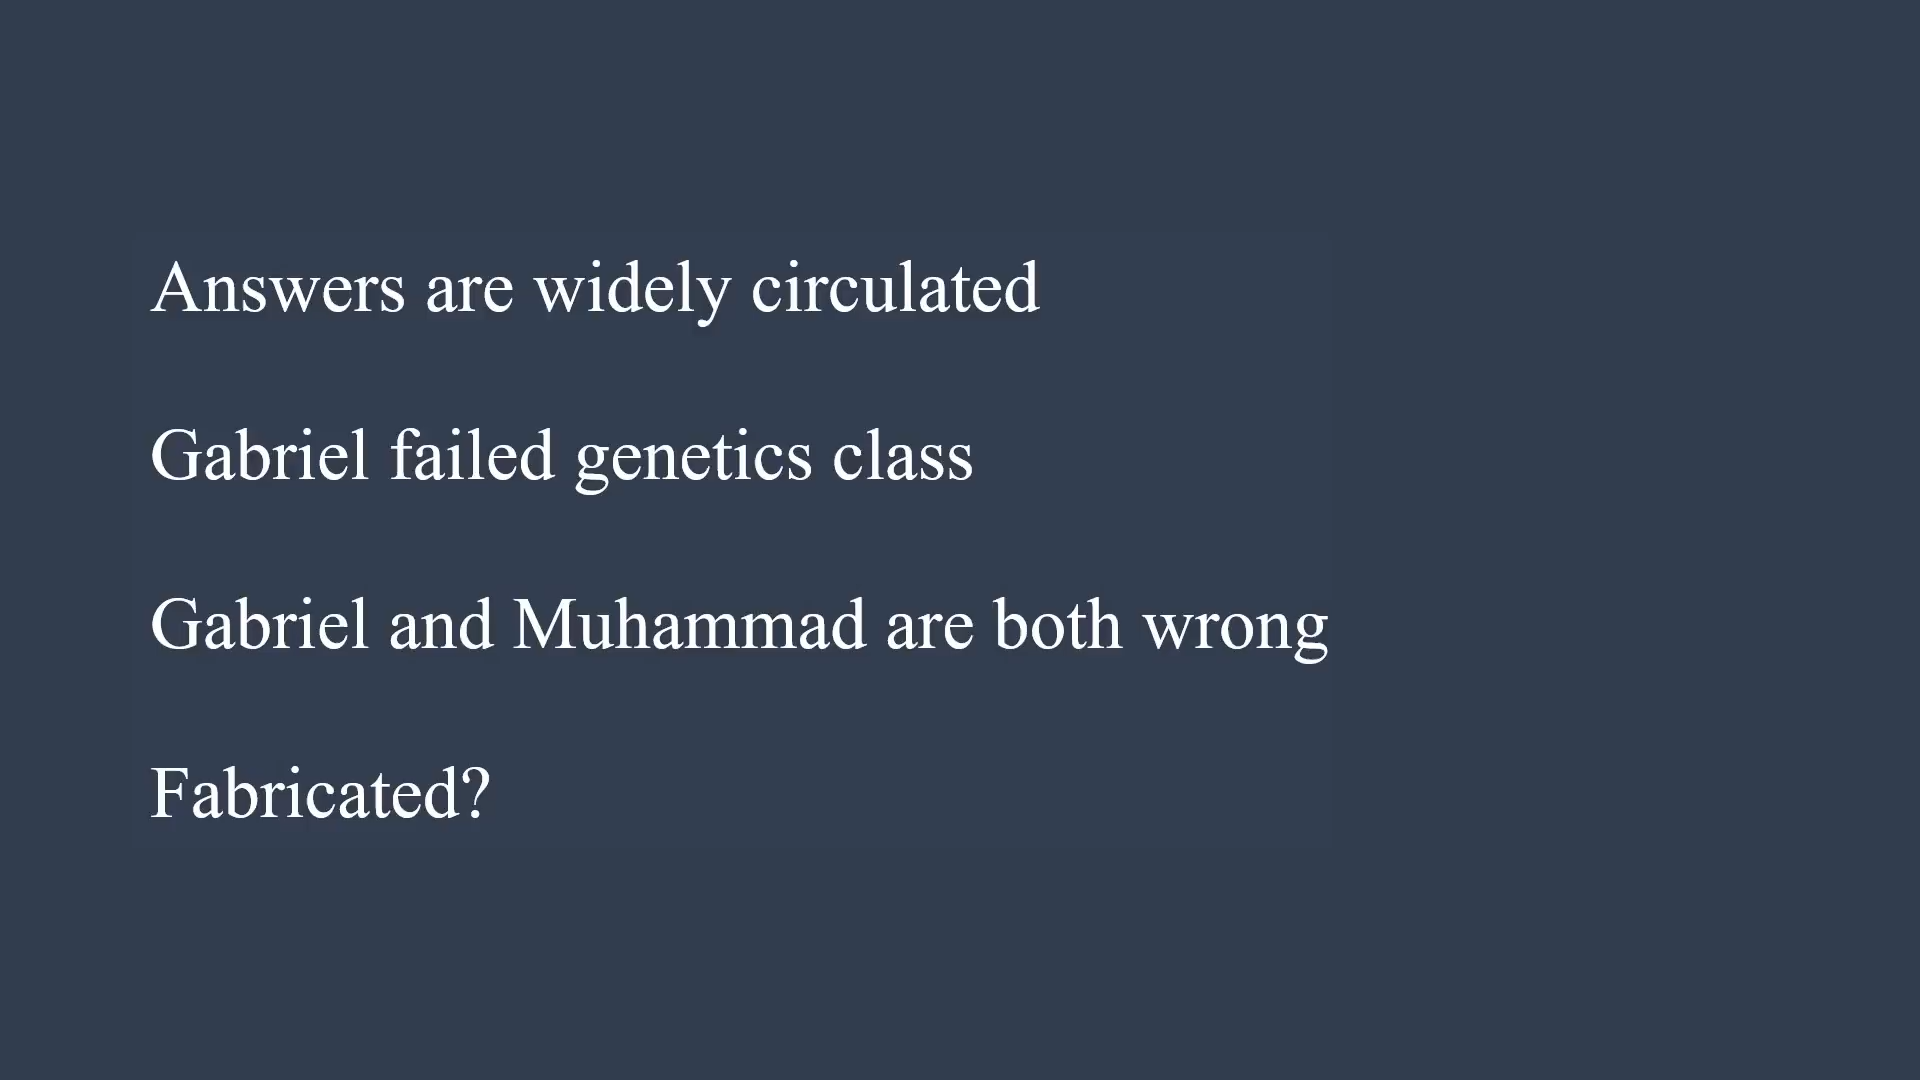 Answers are widely circulated
Gabriel failed genetics class
Gabriel and Muhammad are both wrong
Fabricated?